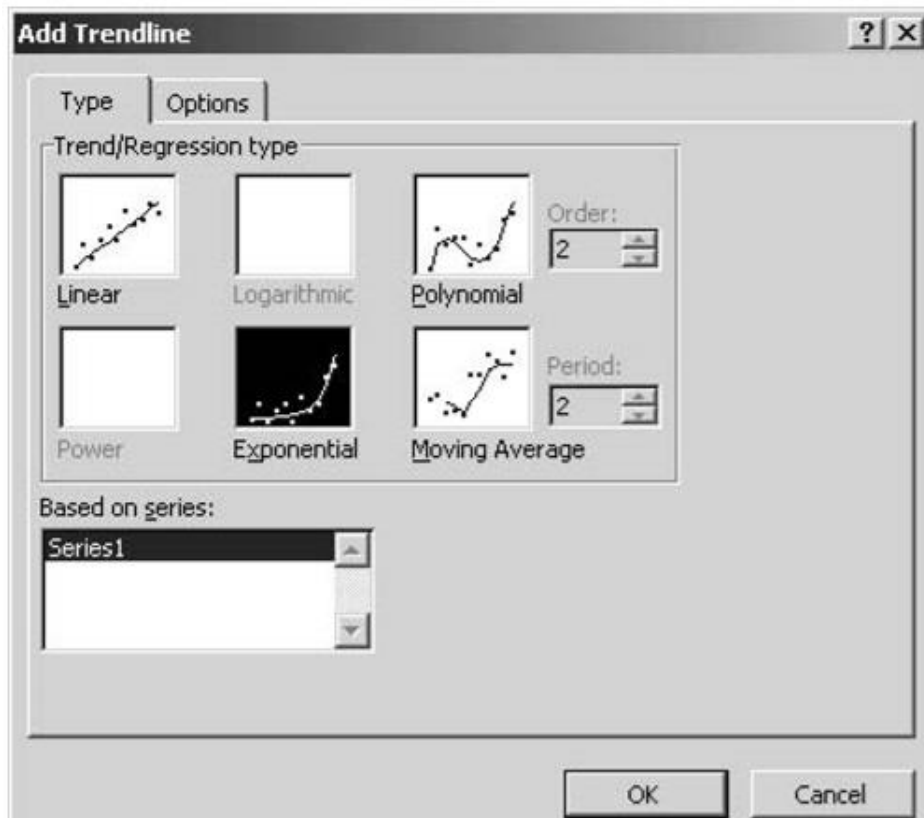 Add Trendline
Type Options
Trend/Regression type
Order:
2
Linear Logarithmic Polynomial
Period:
2
Power Exponential Moving Average
Based on series:
Series1
OK Cancel